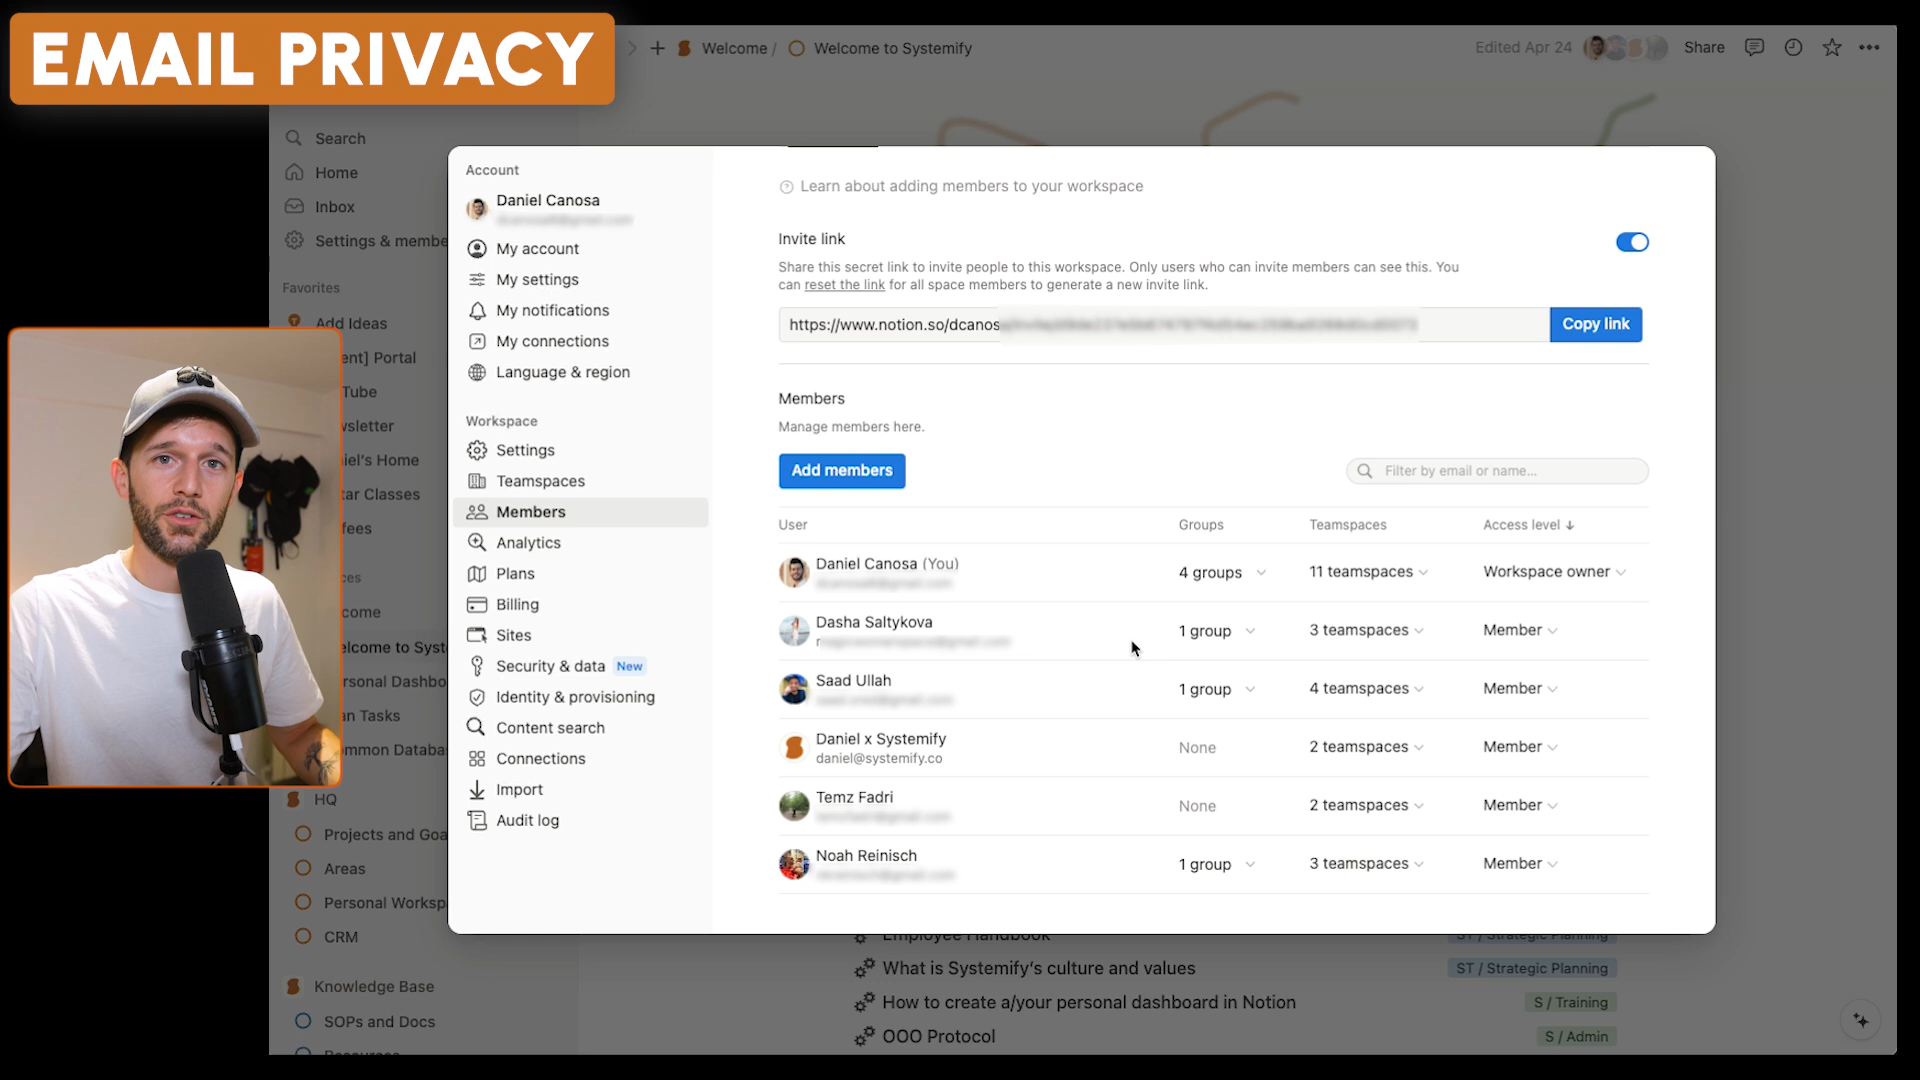 EMAIL PRIVACY
Welcome / Welcome to Systemify
Edited Apr 24
Share
Search
Home
Inbox
Settings & membe
Favorites
Add Ideas
ent] Portal
Tube
wsletter
niel's Home
tar Classes
fees
ces
come
elcome to Syst
rsonal Dashbo
an Tasks
mmon Databa
HQ
Projects and Goa
Areas
Personal Worksp
CRM
Knowledge Base
SOPs and Docs
Account
Daniel Canosa
My account
My settings
My notifications
My connections
Language & region
Workspace
Settings
Teamspaces
Members
Analytics
Plans
Billing
Sites
Security & data New
Identity & provisioning
Content search
Connections
Import
Audit log
Learn about adding members to your workspace
Invite link
Share this secret link to invite people to this workspace. Only users who can invite members can see this. You
can reset the link for all space members to generate a new invite link.
https://www.notion.so/dcanos
Copy link
Members
Manage members here.
Add members
Filter by email or name...
User Groups Teamspaces Access level
Daniel Canosa (You)
4 groups 11 teamspaces Workspace owner
Dasha Saltykova
1 group 3 teamspaces Member
Saad Ullah
1 group 4 teamspaces Member
Daniel x Systemify
daniel@systemify.co
None 2 teamspaces Member
Temz Fadri
None 2 teamspaces Member
Noah Reinisch
1 group 3 teamspaces Member
Employee Handbook
ST / Strategic Planning
What is Systemify's culture and values
ST / Strategic Planning
How to create a/your personal dashboard in Notion
S / Training
OOO Protocol
S / Admin